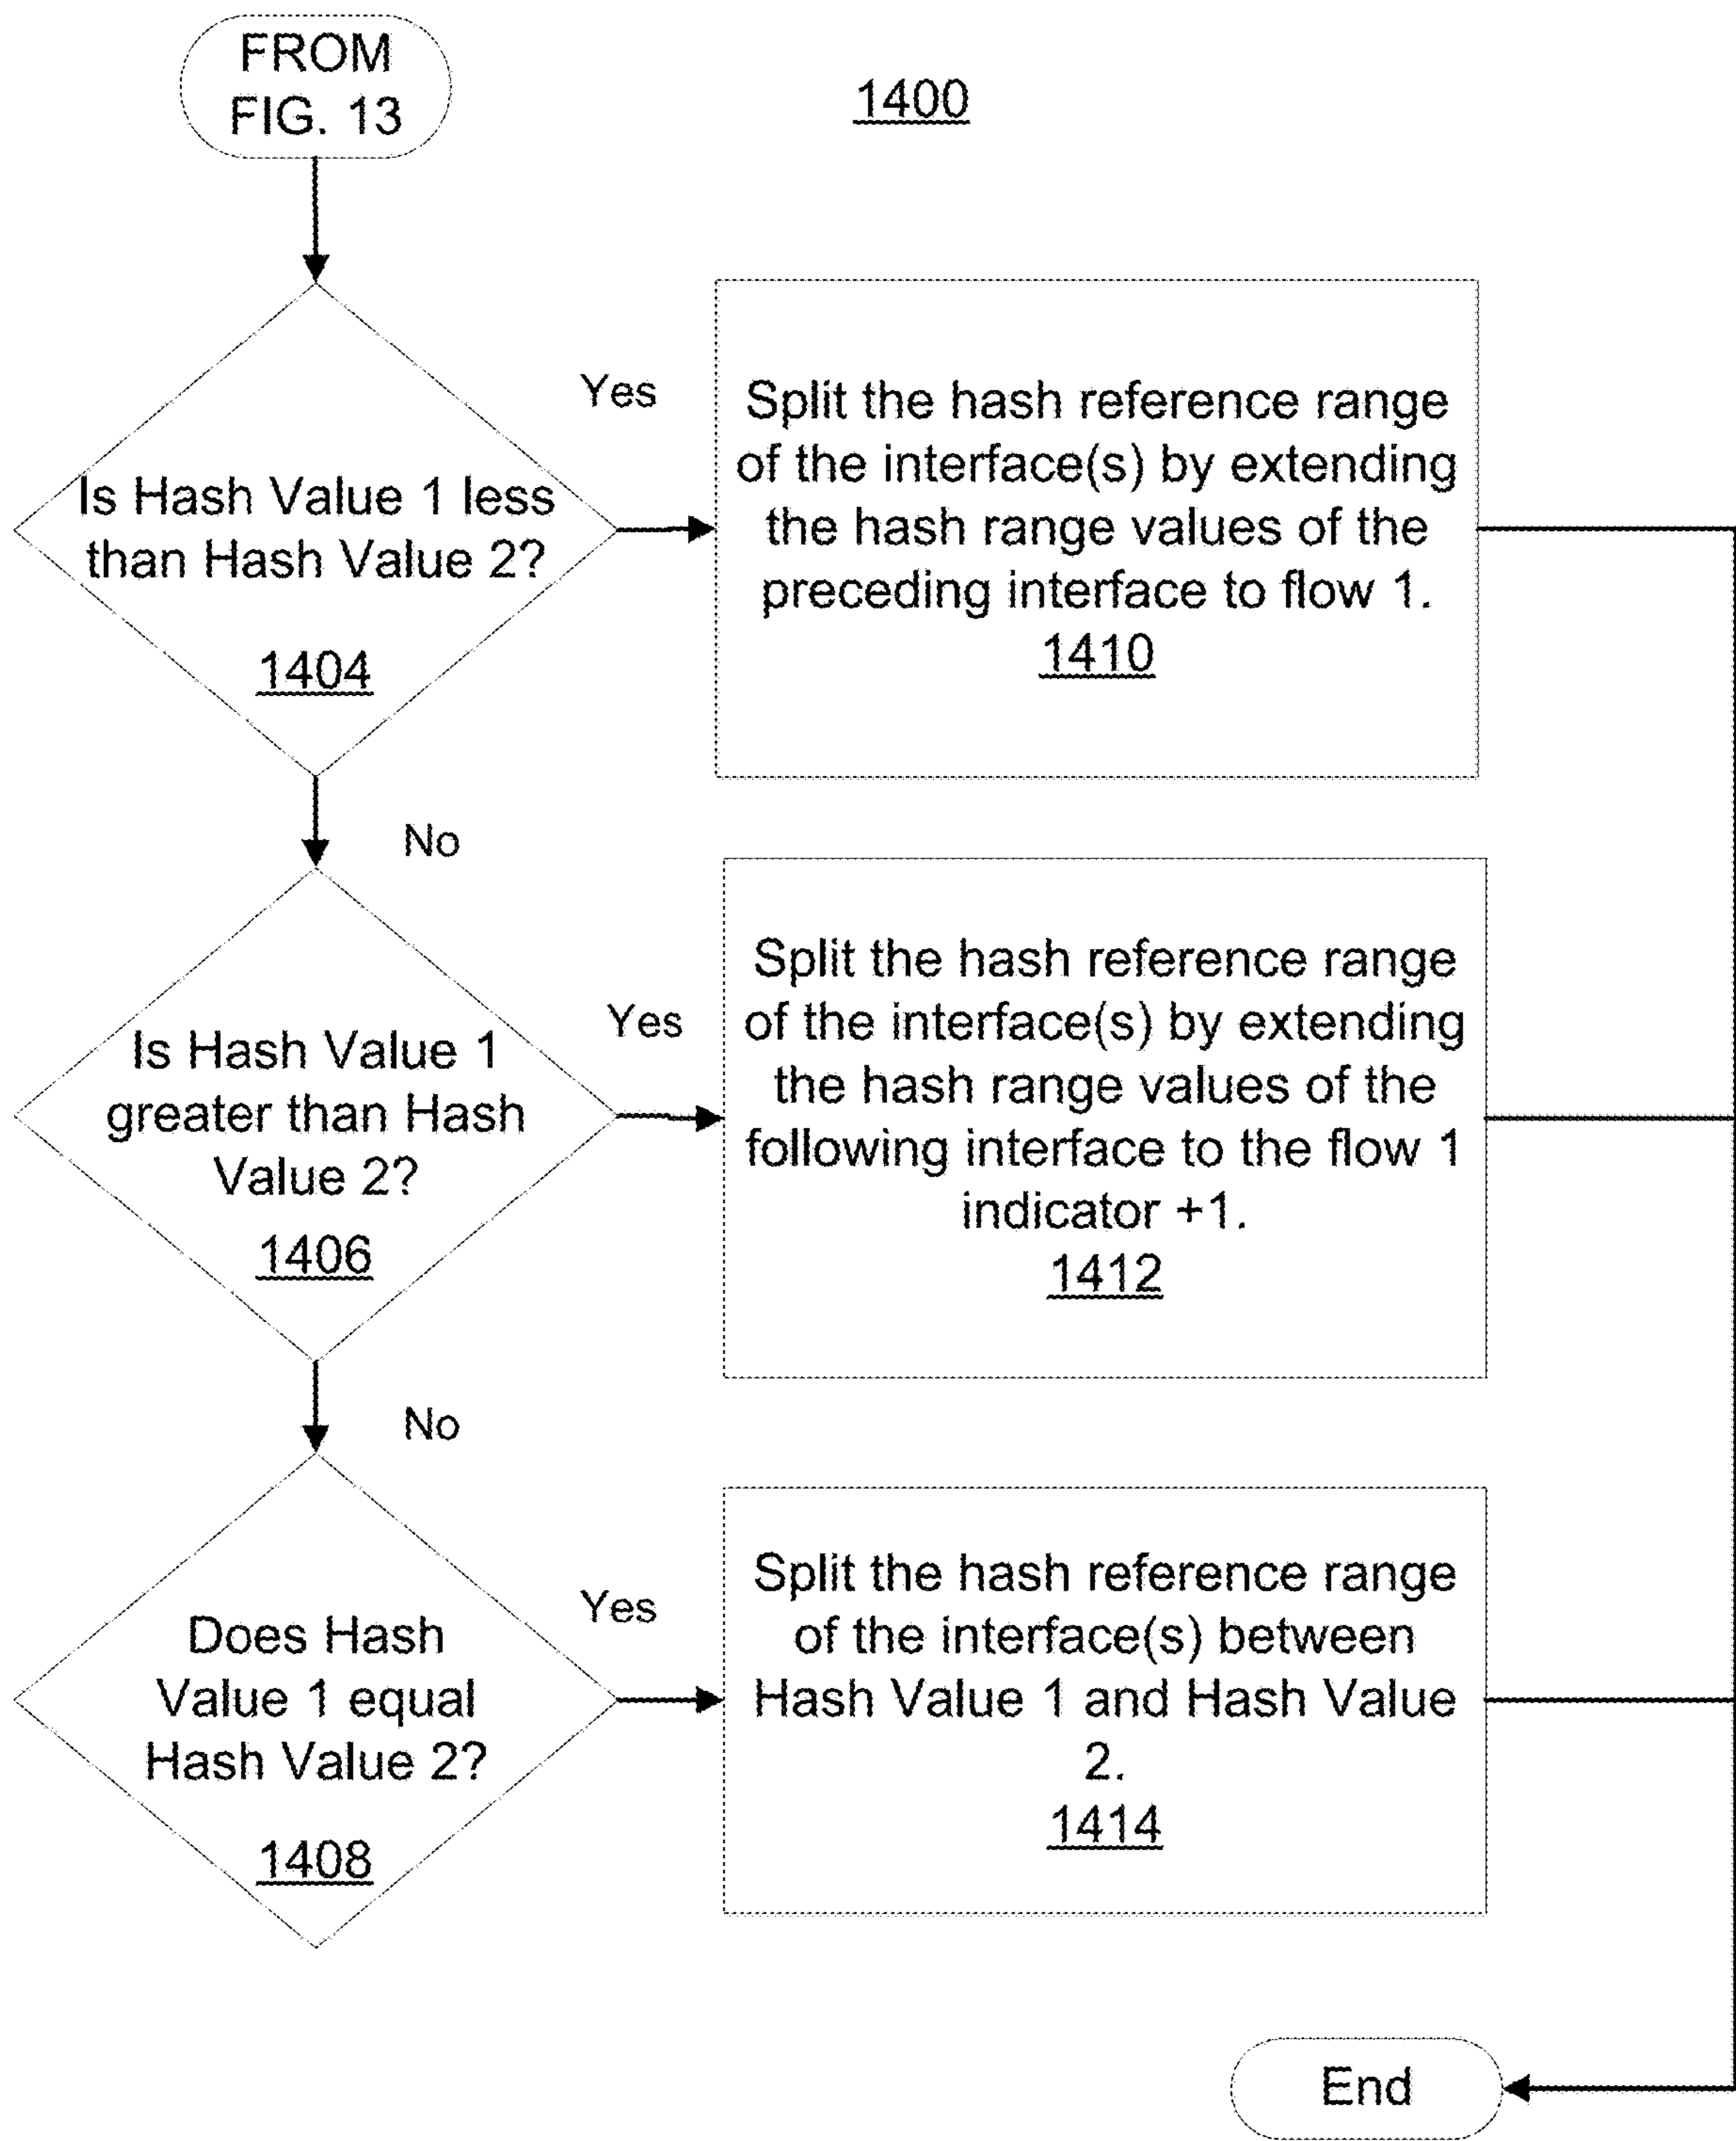 FROM
FIG. 13
1400
Is Hash Value 1 less
than Hash Value 2?
1404
Yes
Split the hash reference range
of the interface(s) by extending
the hash range values of the
preceding interface to flow 1.
1410
No
Is Hash Value 1
greater than Hash
Value 2?
1406
Yes
Split the hash reference range
of the interface(s) by extending
the hash range values of the
following interface to the flow 1
indicator +1.
1412
No
Does Hash
Value 1 equal
Hash Value 2?
1408
Yes
Split the hash reference range
of the interface(s) between
Hash Value 1 and Hash Value
2.
1414
End